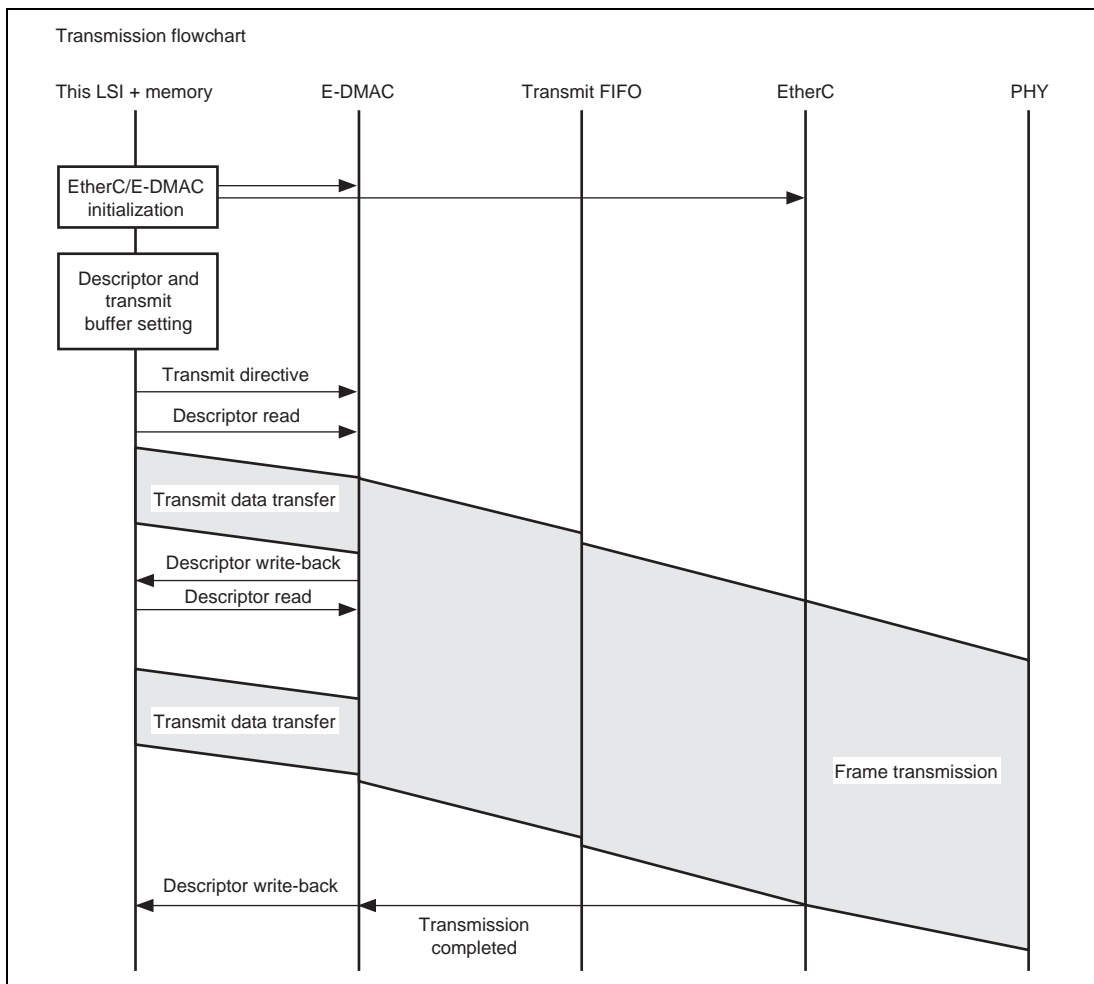 Transmission flowchart
This LSI + memory
E-DMAC
Transmit FIFO
EtherC
PHY
EtherC/E-DMAC
initialization
Descriptor and
transmit
buffer setting
Transmit directive
Descriptor read
Transmit data transfer
Descriptor write-back
Descriptor read
Transmit data transfer
Frame transmission
Descriptor write-back
Transmission
completed